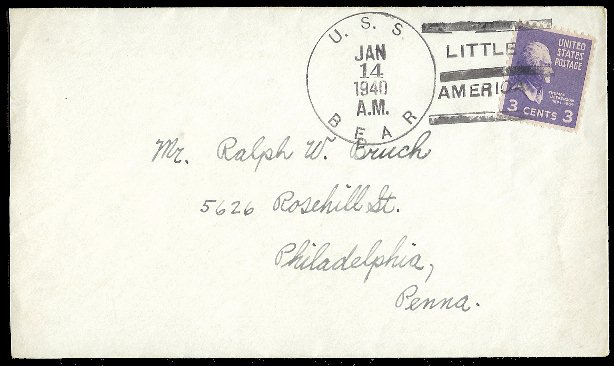 U. S. S.
JAN
14
1940
A.M.
BEAR
LITTLE
AMERICA
UNITED
STATES
POSTAGE
3 CENTS 3
Mr. Ralph W. Bruch
5626 Rosehill St.
Philadelphia,
Penna.